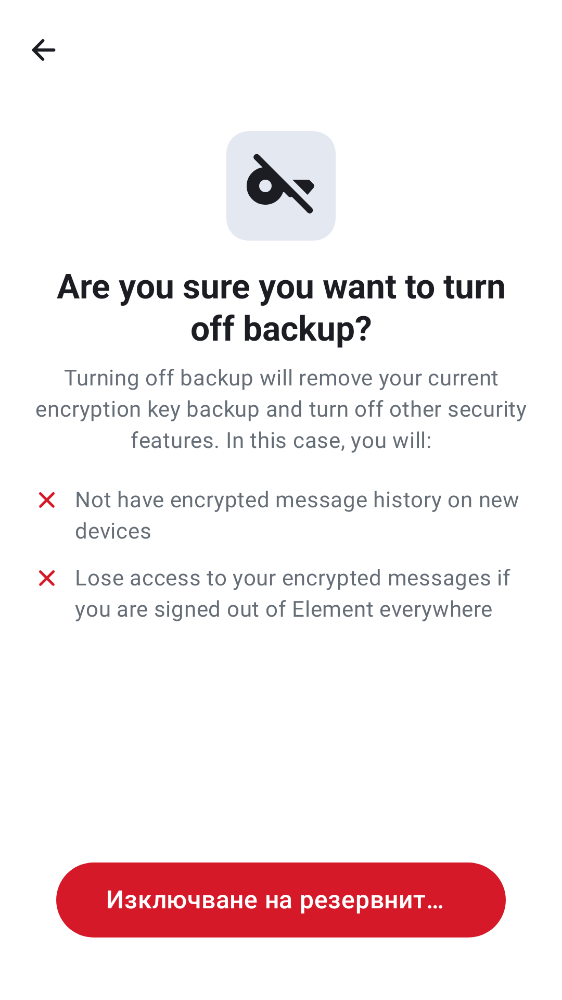 Are you sure you want to turn
off backup?
Turning off backup will remove your current
encryption key backup and turn off other security
features. In this case, you will:
Not have encrypted message history on new
devices
Lose access to your encrypted messages if
you are signed out of Element everywhere
Изключване на резервнит…